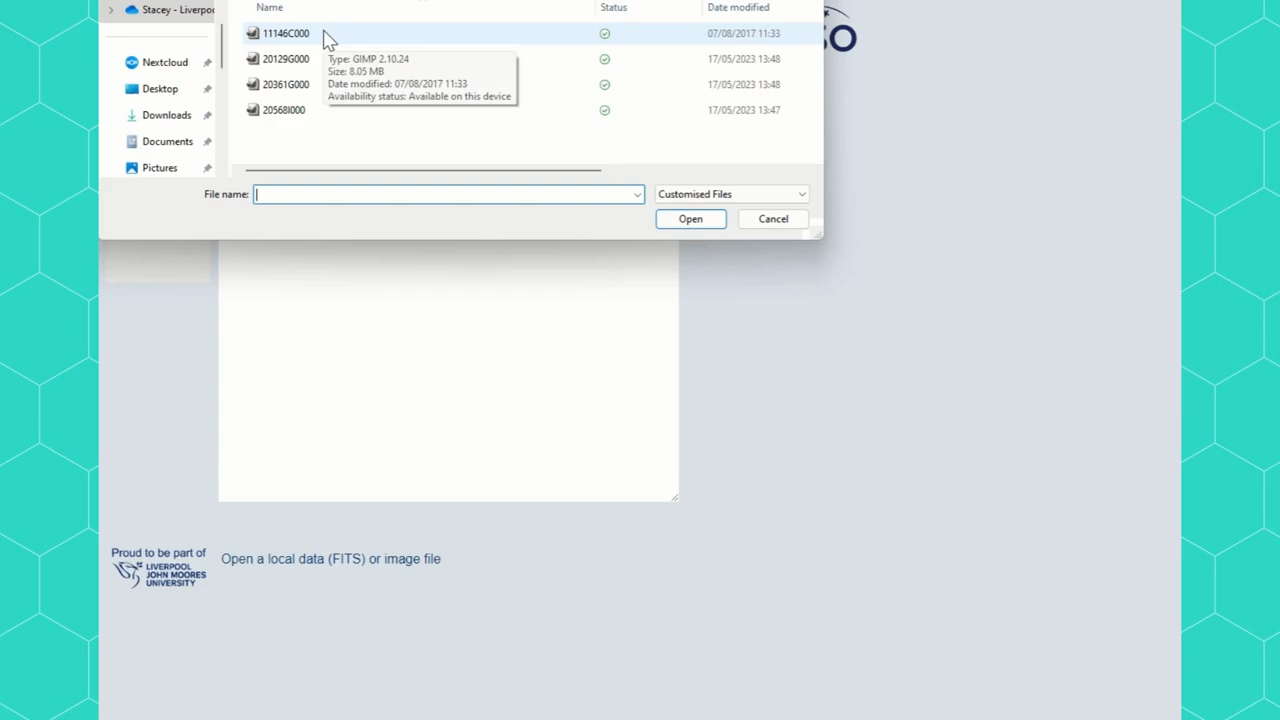 Stacey - Liverpoo
Name Status Date modified
11146C000 07/08/2017 11:33
20129G000 17/05/2023 13:48
20361G000 17/05/2023 13:48
20568I000 17/05/2023 13:47
Type: GIMP 2.10.24
Size: 8.05 MB
Date modified: 07/08/2017 11:33
Availability status: Available on this device
Nextcloud
Desktop
Downloads
Documents
Pictures
File name: Customised Files
Open Cancel
Proud to be part of
LIVERPOOL
JOHN MOORES
UNIVERSITY
Open a local data (FITS) or image file